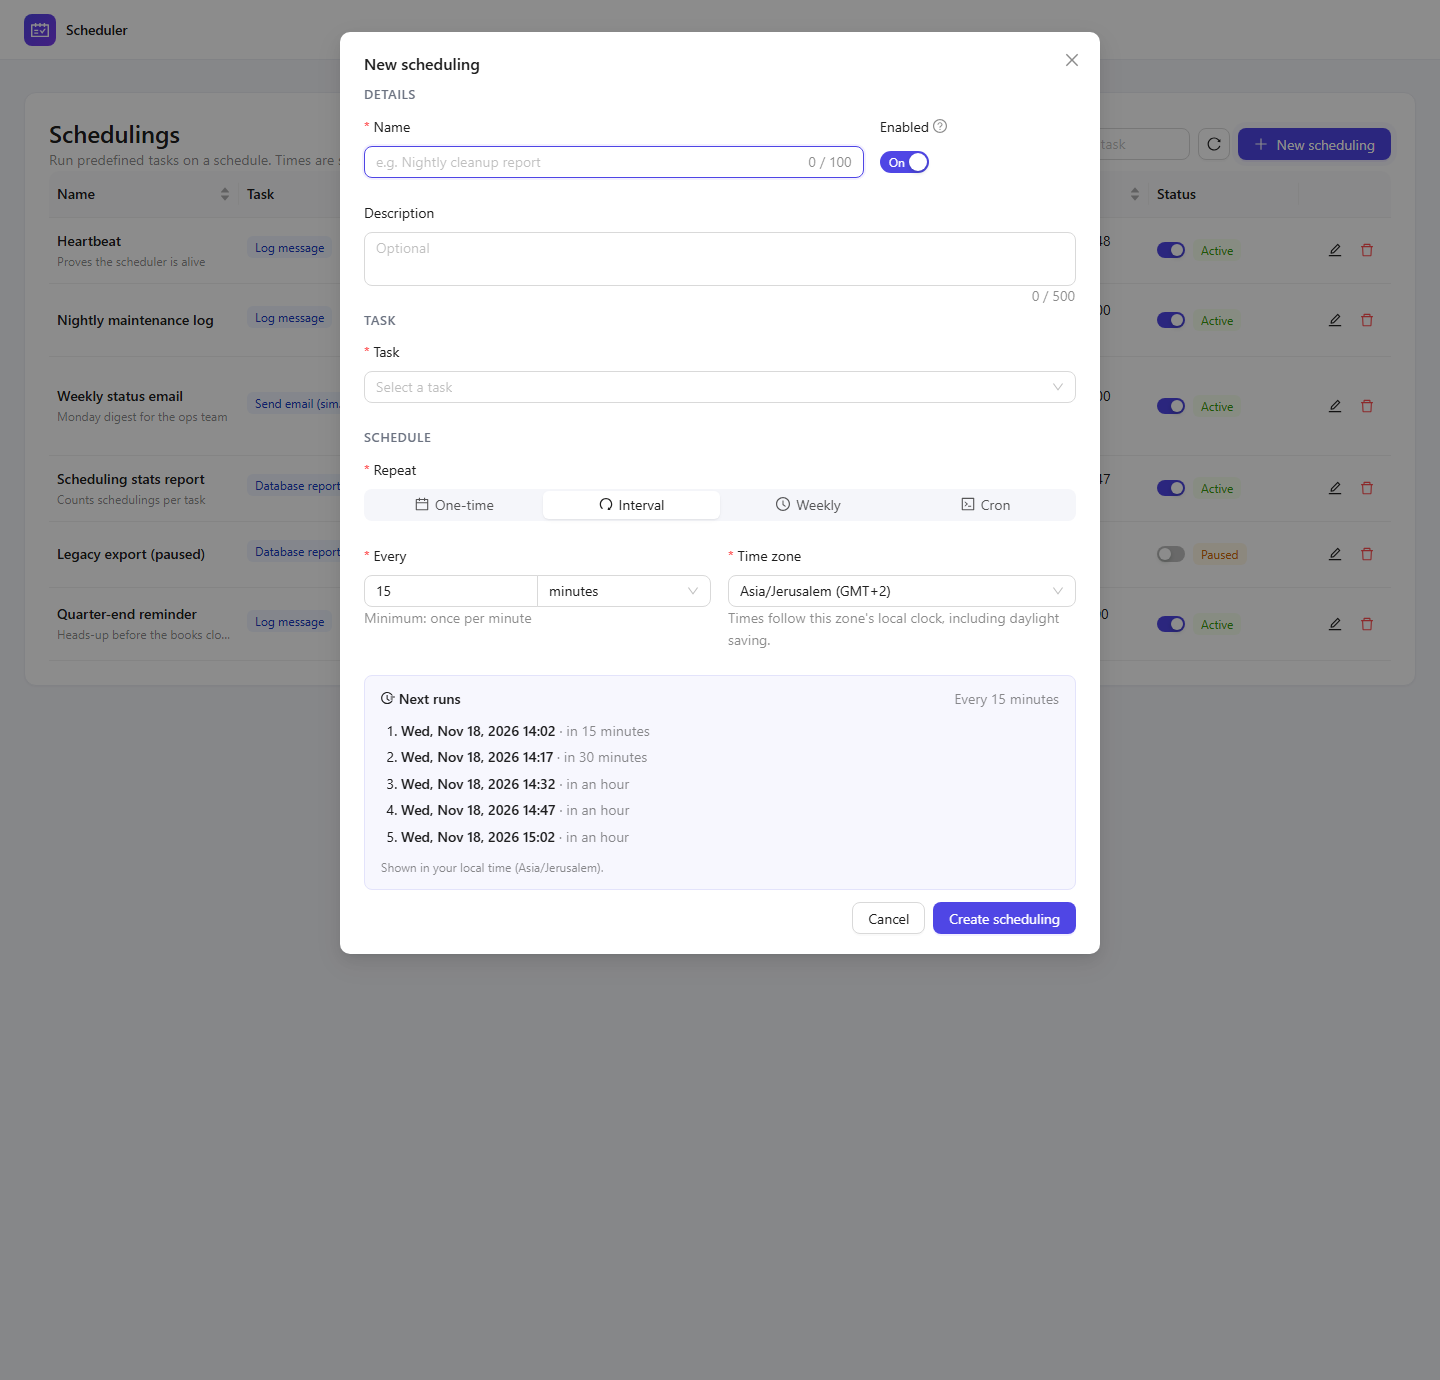 Scheduler
New scheduling
DETAILS
* Name
Enabled
e.g. Nightly cleanup report 0 / 100
On
Description
Optional
0 / 500
TASK
* Task
Select a task
SCHEDULE
* Repeat
One-time Interval Weekly Cron
* Every
* Time zone
15 minutes
Asia/Jerusalem (GMT+2)
Minimum: once per minute
Times follow this zone's local clock, including daylight
saving.
Next runs Every 15 minutes
1. Wed, Nov 18, 2026 14:02 · in 15 minutes
2. Wed, Nov 18, 2026 14:17 · in 30 minutes
3. Wed, Nov 18, 2026 14:32 · in an hour
4. Wed, Nov 18, 2026 14:47 · in an hour
5. Wed, Nov 18, 2026 15:02 · in an hour
Shown in your local time (Asia/Jerusalem).
Cancel Create scheduling
Schedulings
Run predefined tasks on a schedule. Times are
task
New scheduling
Name Task Status
Heartbeat
Proves the scheduler is alive
Log message
48
Active
Nightly maintenance log
Log message
00
Active
Weekly status email
Monday digest for the ops team
Send email (sim
00
Active
Scheduling stats report
Counts schedulings per task
Database report
47
Active
Legacy export (paused)
Database report
Paused
Quarter-end reminder
Heads-up before the books clo...
Log message
00
Active